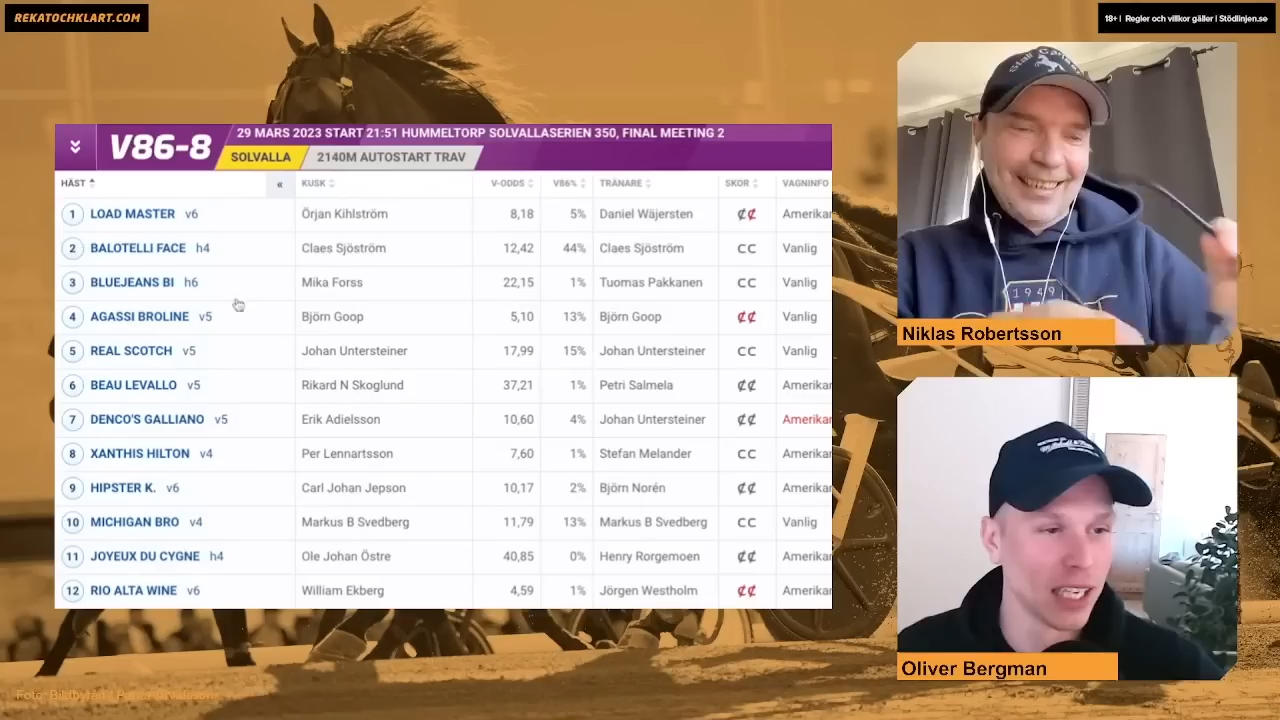 REKATOCHKLART.COM
18+ | Regler och villkor gäller | Stödlinjen.se
V86-8
29 MARS 2023 START 21:51 HUMMELTORP SOLVALLASERIEN 350, FINAL MEETING 2
SOLVALLA 2140M AUTOSTART TRAV
HÄST « KUSK V-ODDS V86% TRÄNARE SKOR VAGNINFO
1 LOAD MASTER v6 Örjan Kihlström 8,18 5% Daniel Wäjersten ȻȻ Amerikan
2 BALOTELLI FACE h4 Claes Sjöström 12,42 44% Claes Sjöström CC Vanlig
3 BLUEJEANS BI h6 Mika Forss 22,15 1% Tuomas Pakkanen CC Vanlig
4 AGASSI BROLINE v5 Björn Goop 5,10 13% Björn Goop ȻȻ Vanlig
5 REAL SCOTCH v5 Johan Untersteiner 17,99 15% Johan Untersteiner CC Vanlig
6 BEAU LEVALLO v5 Rikard N Skoglund 37,21 1% Petri Salmela ȻȻ Amerikan
7 DENCO'S GALLIANO v5 Erik Adielsson 10,60 4% Johan Untersteiner ȻȻ Amerikan
8 XANTHIS HILTON v4 Per Lennartsson 7,60 1% Stefan Melander CC Amerikan
9 HIPSTER K. v6 Carl Johan Jepson 10,17 2% Björn Norén ȻȻ Amerikan
10 MICHIGAN BRO v4 Markus B Svedberg 11,79 13% Markus B Svedberg CC Vanlig
11 JOYEUX DU CYGNE h4 Ole Johan Östre 40,85 0% Henry Rorgemoen ȻȻ Amerikan
12 RIO ALTA WINE v6 William Ekberg 4,59 1% Jörgen Westholm ȻȻ Amerikan
1949
Niklas Robertsson
Oliver Bergman